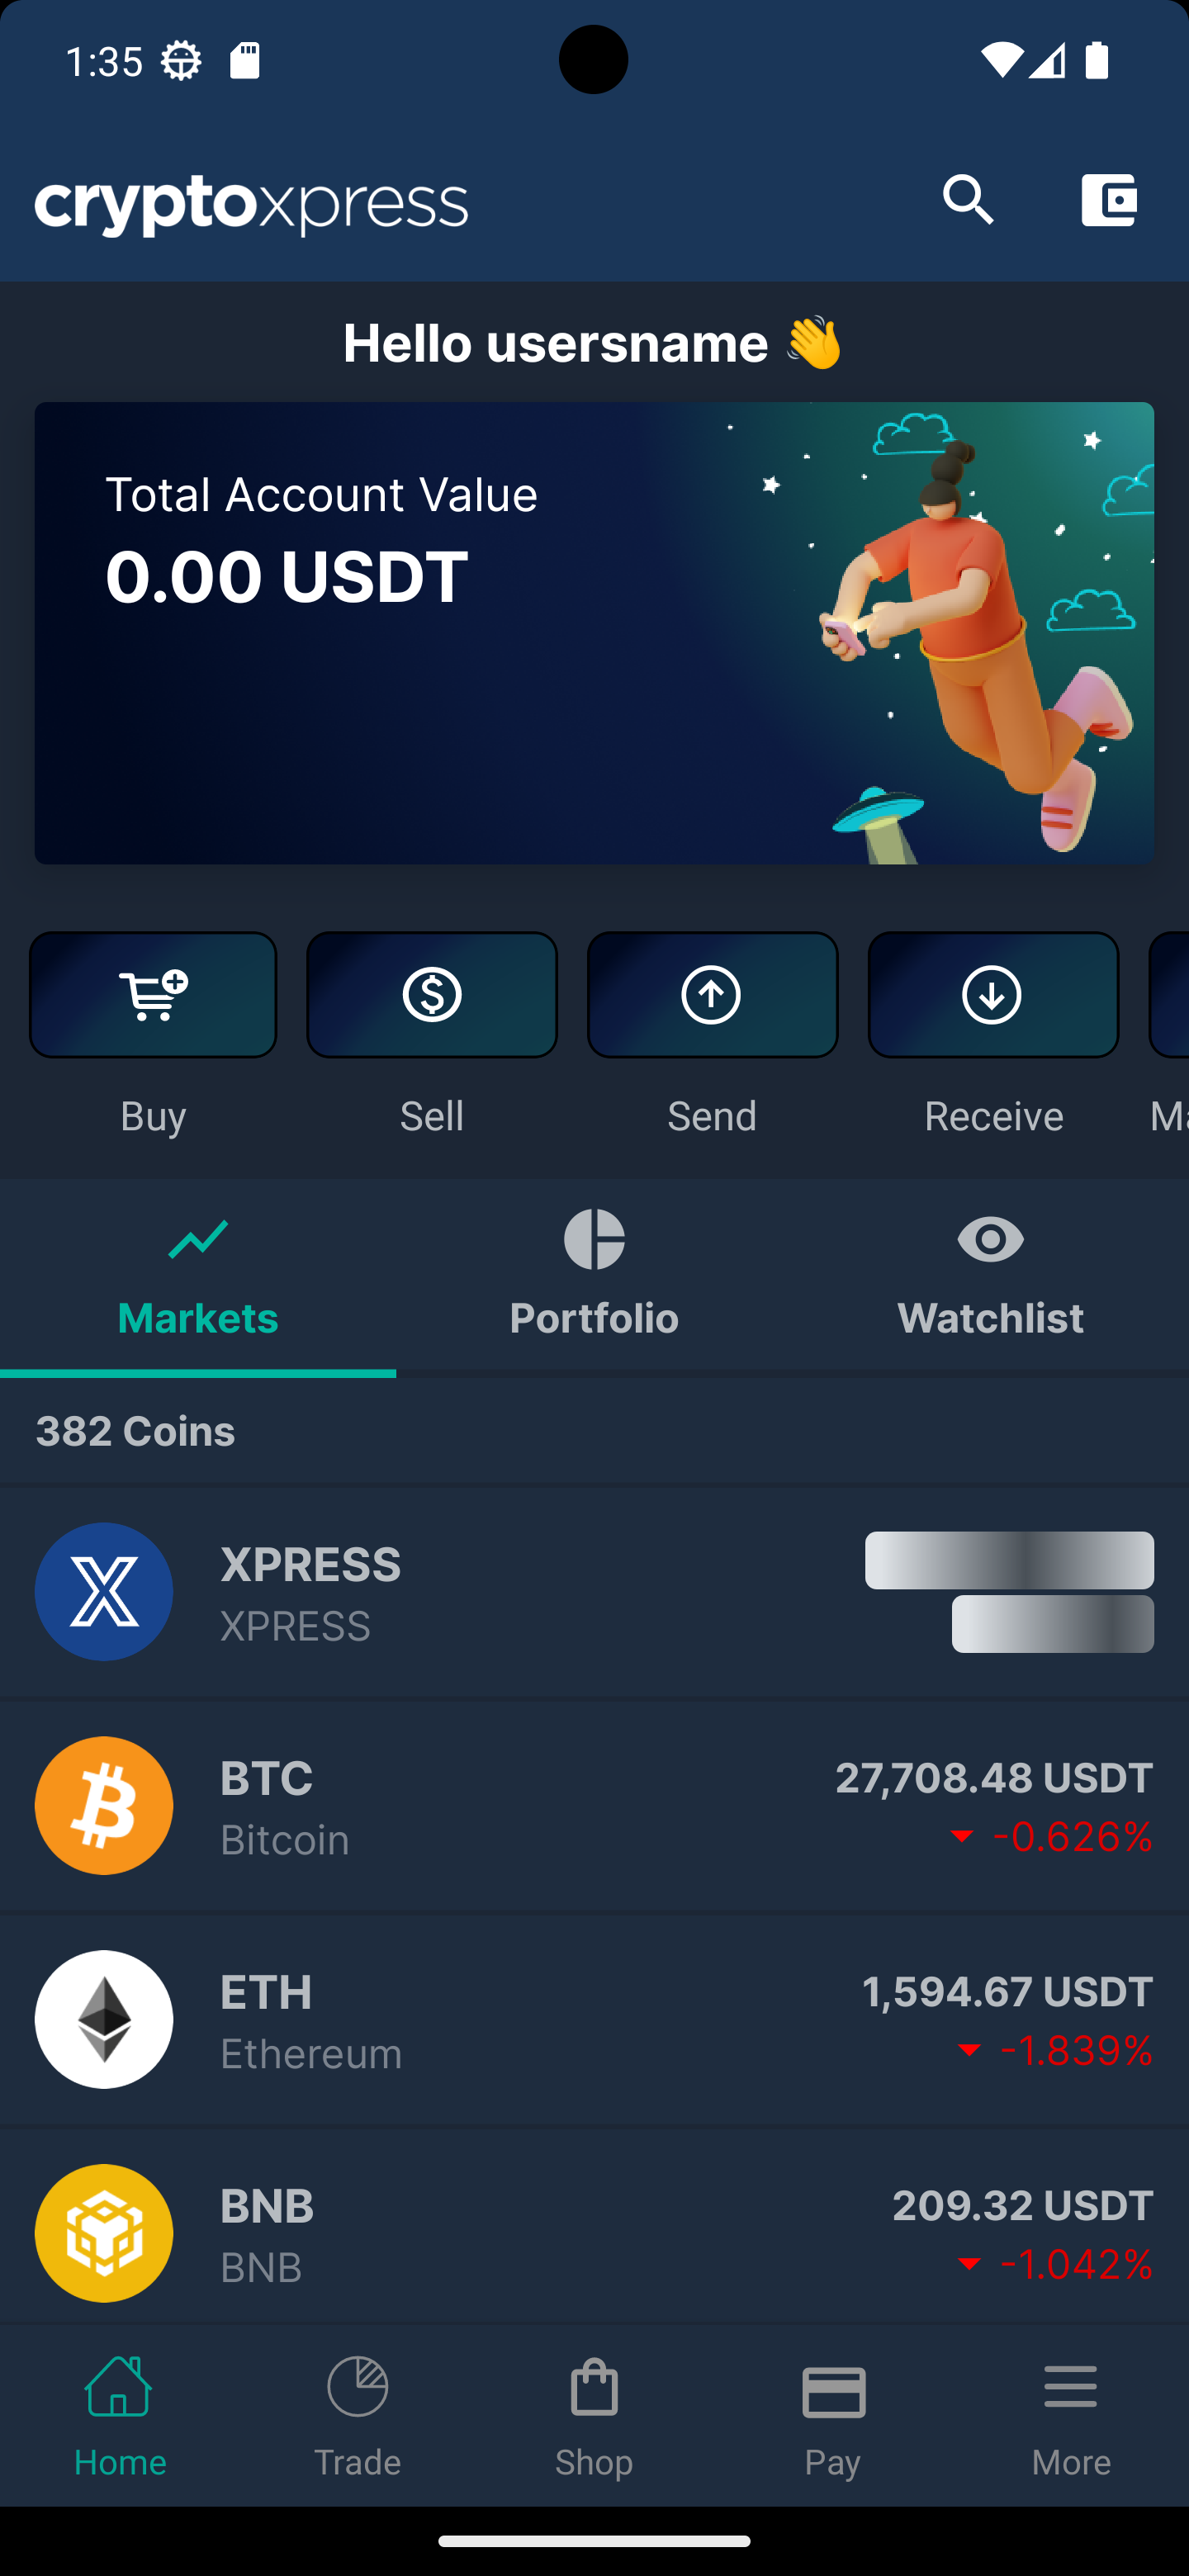 1:35
cryptoxpress
Hello usersname 👋
Total Account Value
0.00 USDT
Buy
Sell
Send
Receive
Markets
Portfolio
Watchlist
382 Coins
XPRESS
XPRESS
BTC
27,708.48 USDT
Bitcoin
-0.626%
ETH
1,594.67 USDT
Ethereum
-1.839%
BNB
209.32 USDT
BNB
-1.042%
Home
Trade
Shop
Pay
More